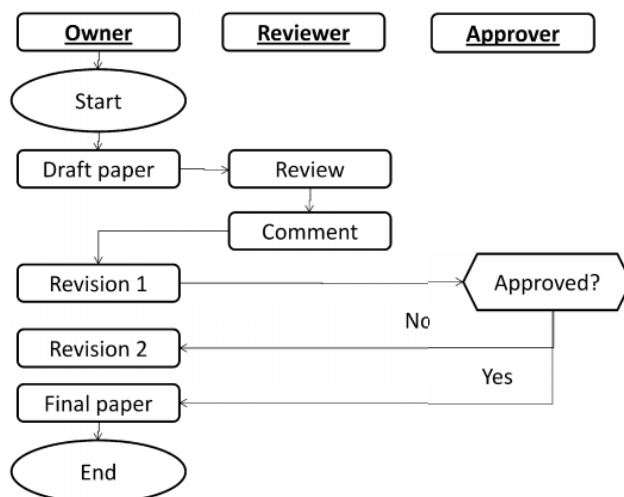 Owner
Reviewer
Approver
Start
Draft paper
Review
Comment
Revision 1
Approved?
No
Revision 2
Yes
Final paper
End